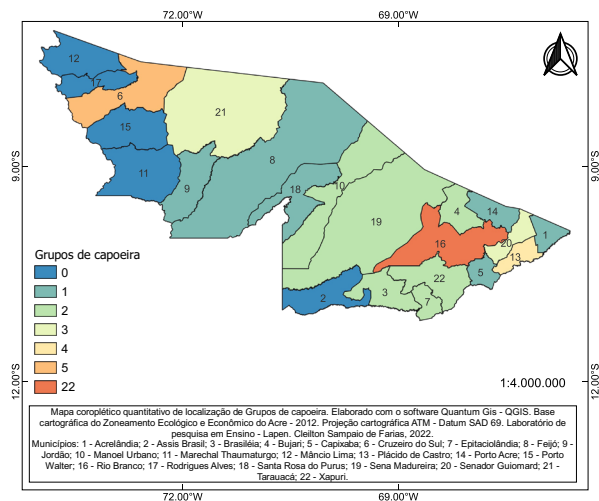 72.00°W 69.00°W
12
17
6
21
15
11
9
8
18
10
19
4
14
1
16
20
13
5
22
3
7
2
9.00°S 9.00°S
Grupos de capoeira
0
1
2
3
4
5
22
12.00°S 12.00°S
1:4.000.000
Mapa coroplético quantitativo de localização de Grupos de capoeira. Elaborado com o software Quantum Gis - QGIS. Base
cartográfica do Zoneamento Ecológico e Econômico do Acre - 2012. Projeção cartográfica ATM - Datum SAD 69. Laboratório de
pesquisa em Ensino - Lapen. Cleilton Sampaio de Farias, 2022.
Municípios: 1 - Acrelândia; 2 - Assis Brasil; 3 - Brasiléia; 4 - Bujari; 5 - Capixaba; 6 - Cruzeiro do Sul; 7 - Epitaciolândia; 8 - Feijó; 9 -
Jordão; 10 - Manoel Urbano; 11 - Marechal Thaumaturgo; 12 - Mâncio Lima; 13 - Plácido de Castro; 14 - Porto Acre; 15 - Porto
Walter; 16 - Rio Branco; 17 - Rodrigues Alves; 18 - Santa Rosa do Purus; 19 - Sena Madureira; 20 - Senador Guiomard; 21 -
Tarauacá; 22 - Xapuri.
72.00°W 69.00°W